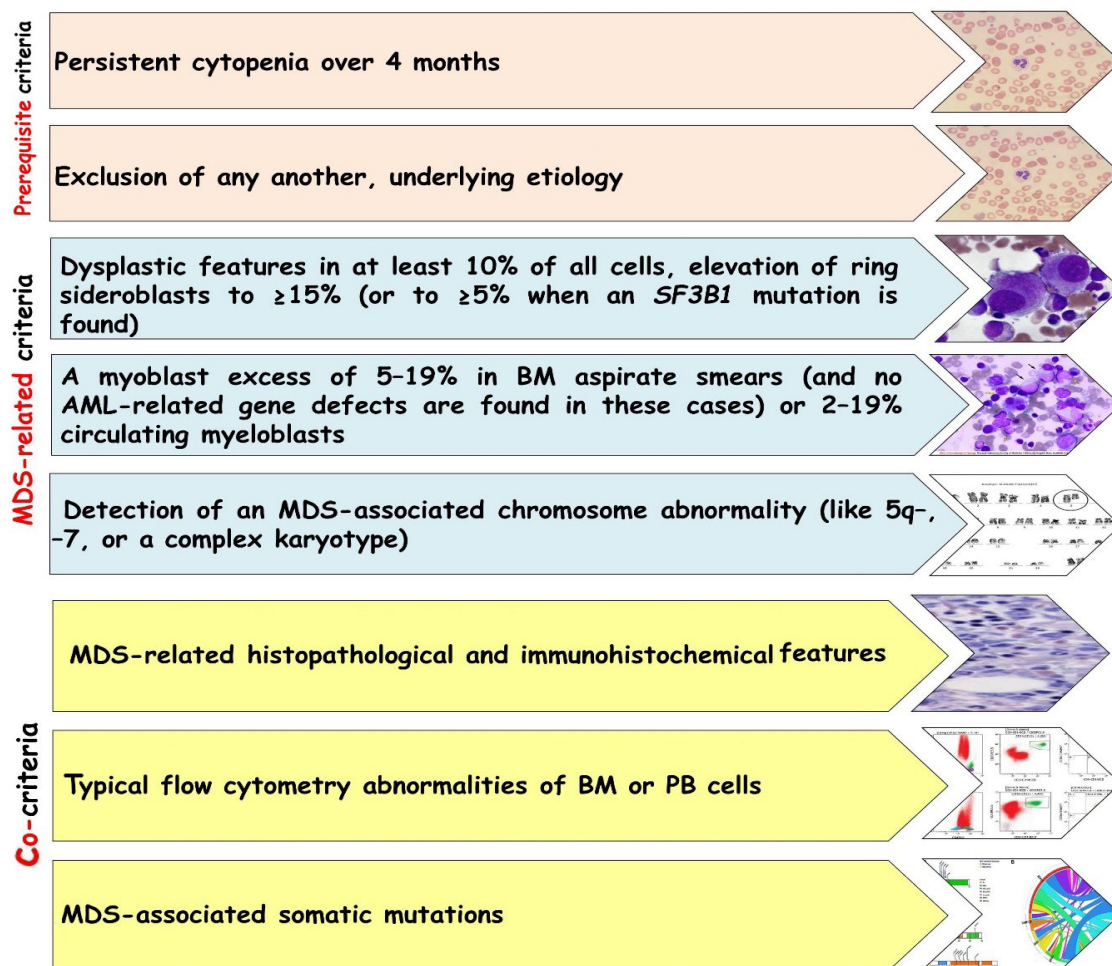 Prerequisite criteria
Persistent cytopenia over 4 months
Exclusion of any another, underlying etiology
MDS-related criteria
Dysplastic features in at least 10% of all cells, elevation of ring
sideroblasts to ≥15% (or to ≥5% when an SF3B1 mutation is
found)
A myoblast excess of 5–19% in BM aspirate smears (and no
AML-related gene defects are found in these cases) or 2–19%
circulating myeloblasts
Detection of an MDS-associated chromosome abnormality (like 5q–,
–7, or a complex karyotype)
Co-criteria
MDS-related histopathological and immunohistochemical features
Typical flow cytometry abnormalities of BM or PB cells
MDS-associated somatic mutations